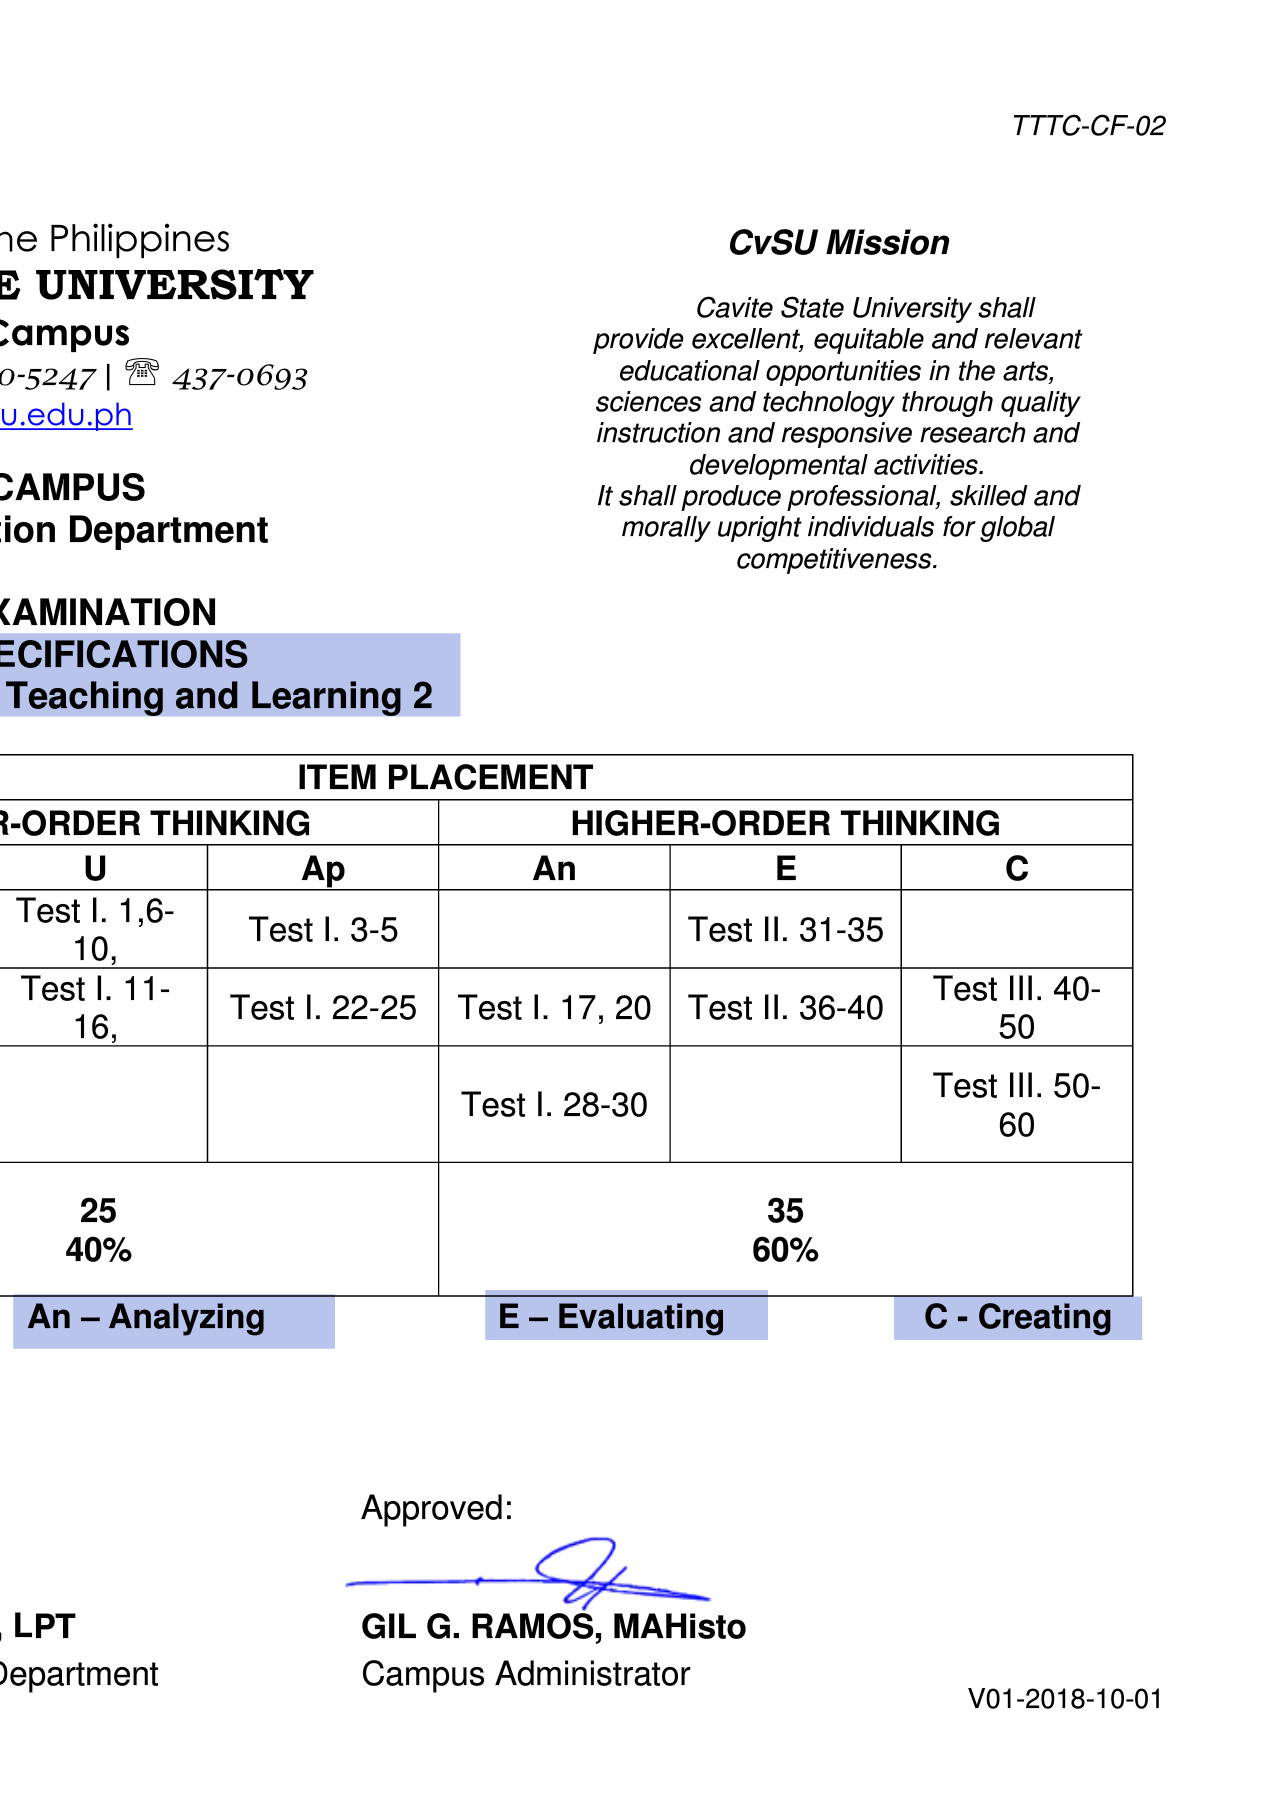 TTTC-CF-02
ne Philippines
CvSU Mission
E UNIVERSITY
Campus
0-5247 | ☏ 437-0693
u.edu.ph
Cavite State University shall
provide excellent, equitable and relevant
educational opportunities in the arts,
sciences and technology through quality
instruction and responsive research and
developmental activities.
It shall produce professional, skilled and
morally upright individuals for global
competitiveness.
CAMPUS
tion Department
XAMINATION
ECIFICATIONS
Teaching and Learning 2
ITEM PLACEMENT
R-ORDER THINKING HIGHER-ORDER THINKING
U Ap An E C
Test I. 1,6-
10, Test I. 3-5 Test II. 31-35
Test I. 11-
16, Test I. 22-25 Test I. 17, 20 Test II. 36-40 Test III. 40-
50
Test I. 28-30 Test III. 50-
60
25 35
40% 60%
An – Analyzing E – Evaluating C - Creating
Approved:
, LPT GIL G. RAMOS, MAHisto
Department Campus Administrator
V01-2018-10-01